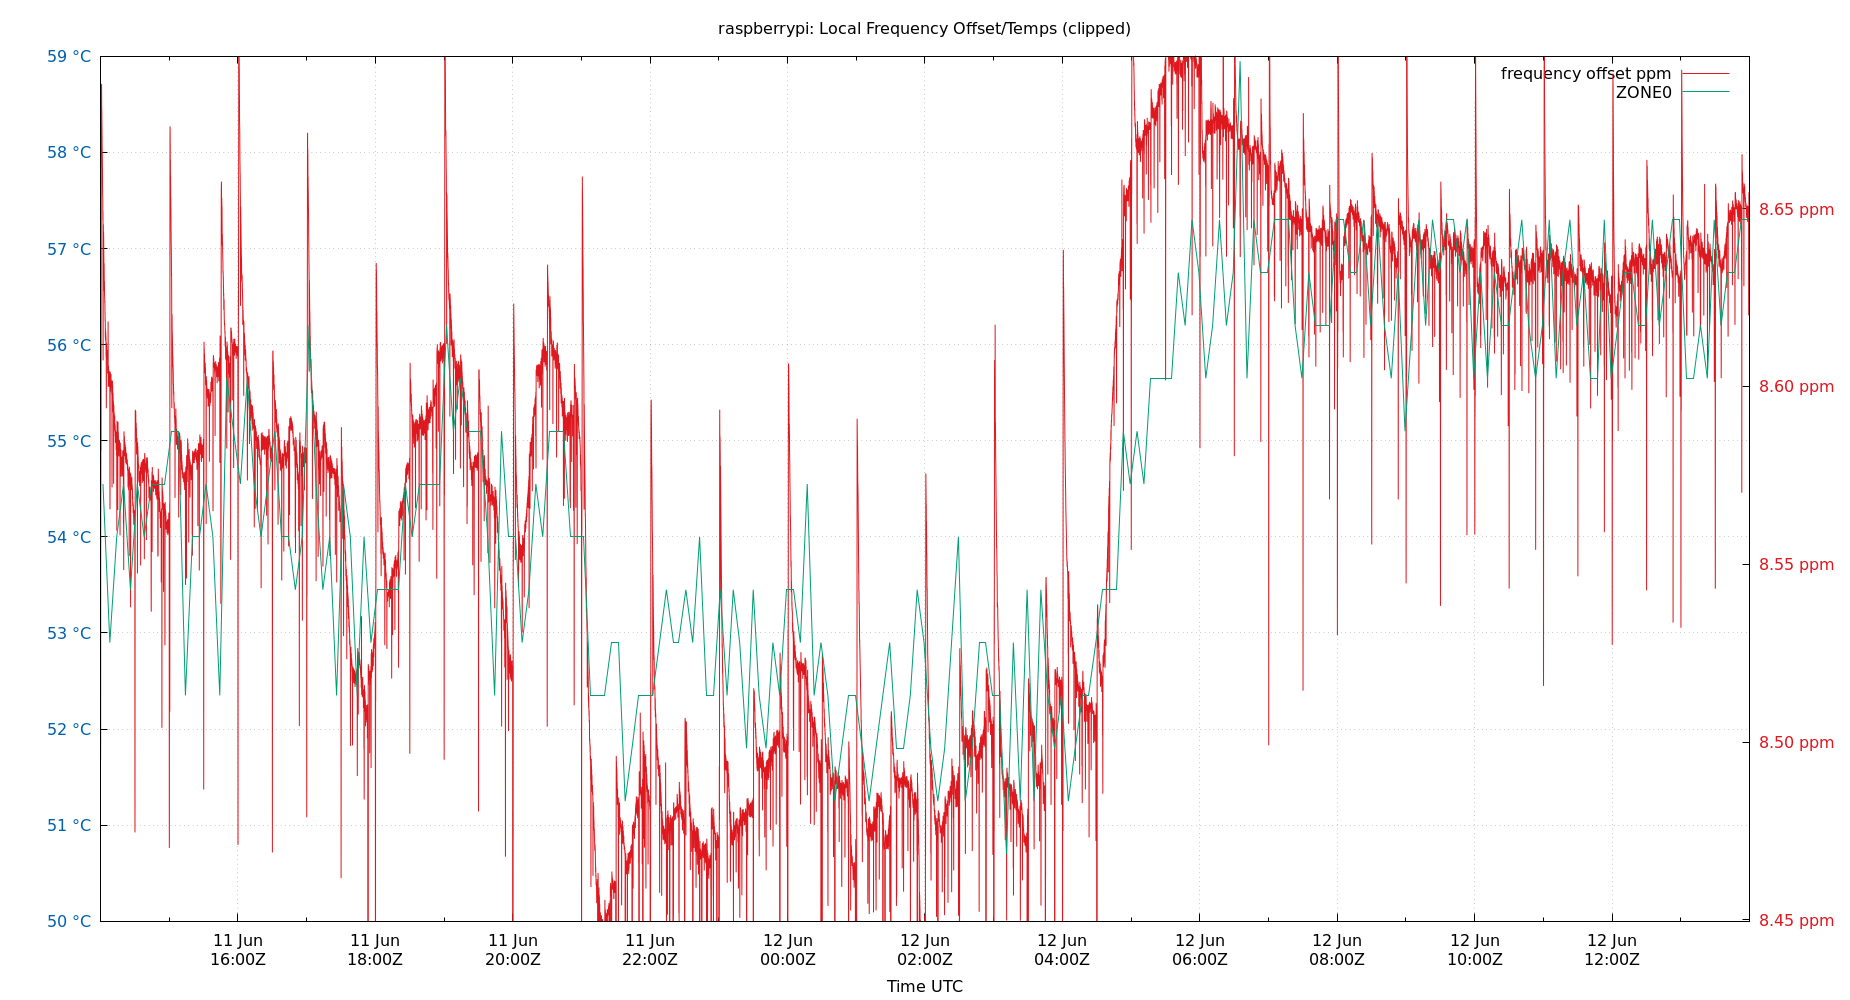 raspberrypi: Local Frequency Offset/Temps (clipped)
frequency offset ppm
ZONE0
59 °C
58 °C
57 °C
56 °C
55 °C
54 °C
53 °C
52 °C
51 °C
50 °C
8.65 ppm
8.60 ppm
8.55 ppm
8.50 ppm
8.45 ppm
11 Jun
16:00Z
11 Jun
18:00Z
11 Jun
20:00Z
11 Jun
22:00Z
12 Jun
00:00Z
12 Jun
02:00Z
12 Jun
04:00Z
12 Jun
06:00Z
12 Jun
08:00Z
12 Jun
10:00Z
12 Jun
12:00Z
Time UTC